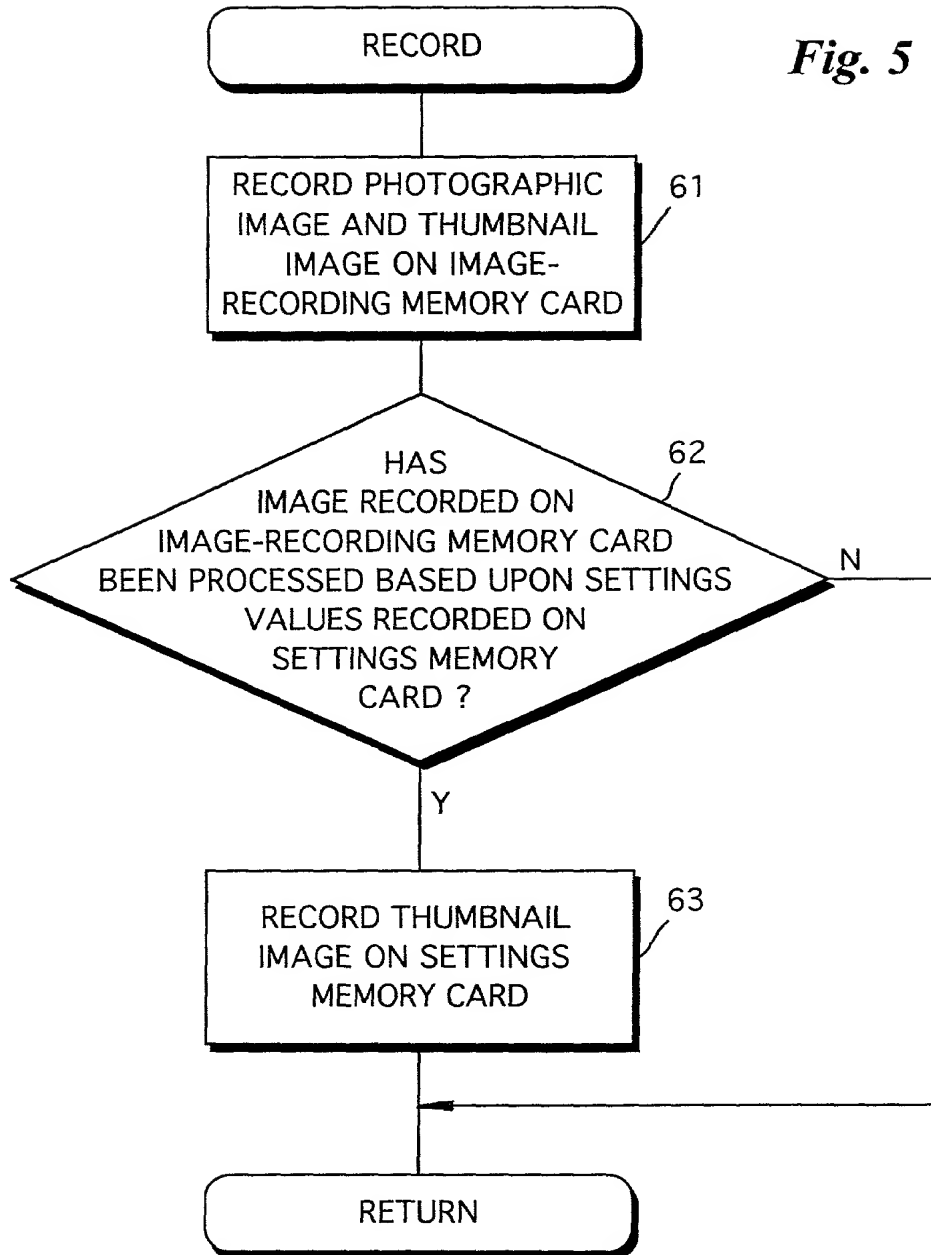 RECORD
Fig. 5
RECORD PHOTOGRAPHIC
IMAGE AND THUMBNAIL
IMAGE ON IMAGE-
RECORDING MEMORY CARD
61
HAS
IMAGE RECORDED ON
IMAGE-RECORDING MEMORY CARD
BEEN PROCESSED BASED UPON SETTINGS
VALUES RECORDED ON
SETTINGS MEMORY
CARD ?
62
N
Y
RECORD THUMBNAIL
IMAGE ON SETTINGS
MEMORY CARD
63
RETURN